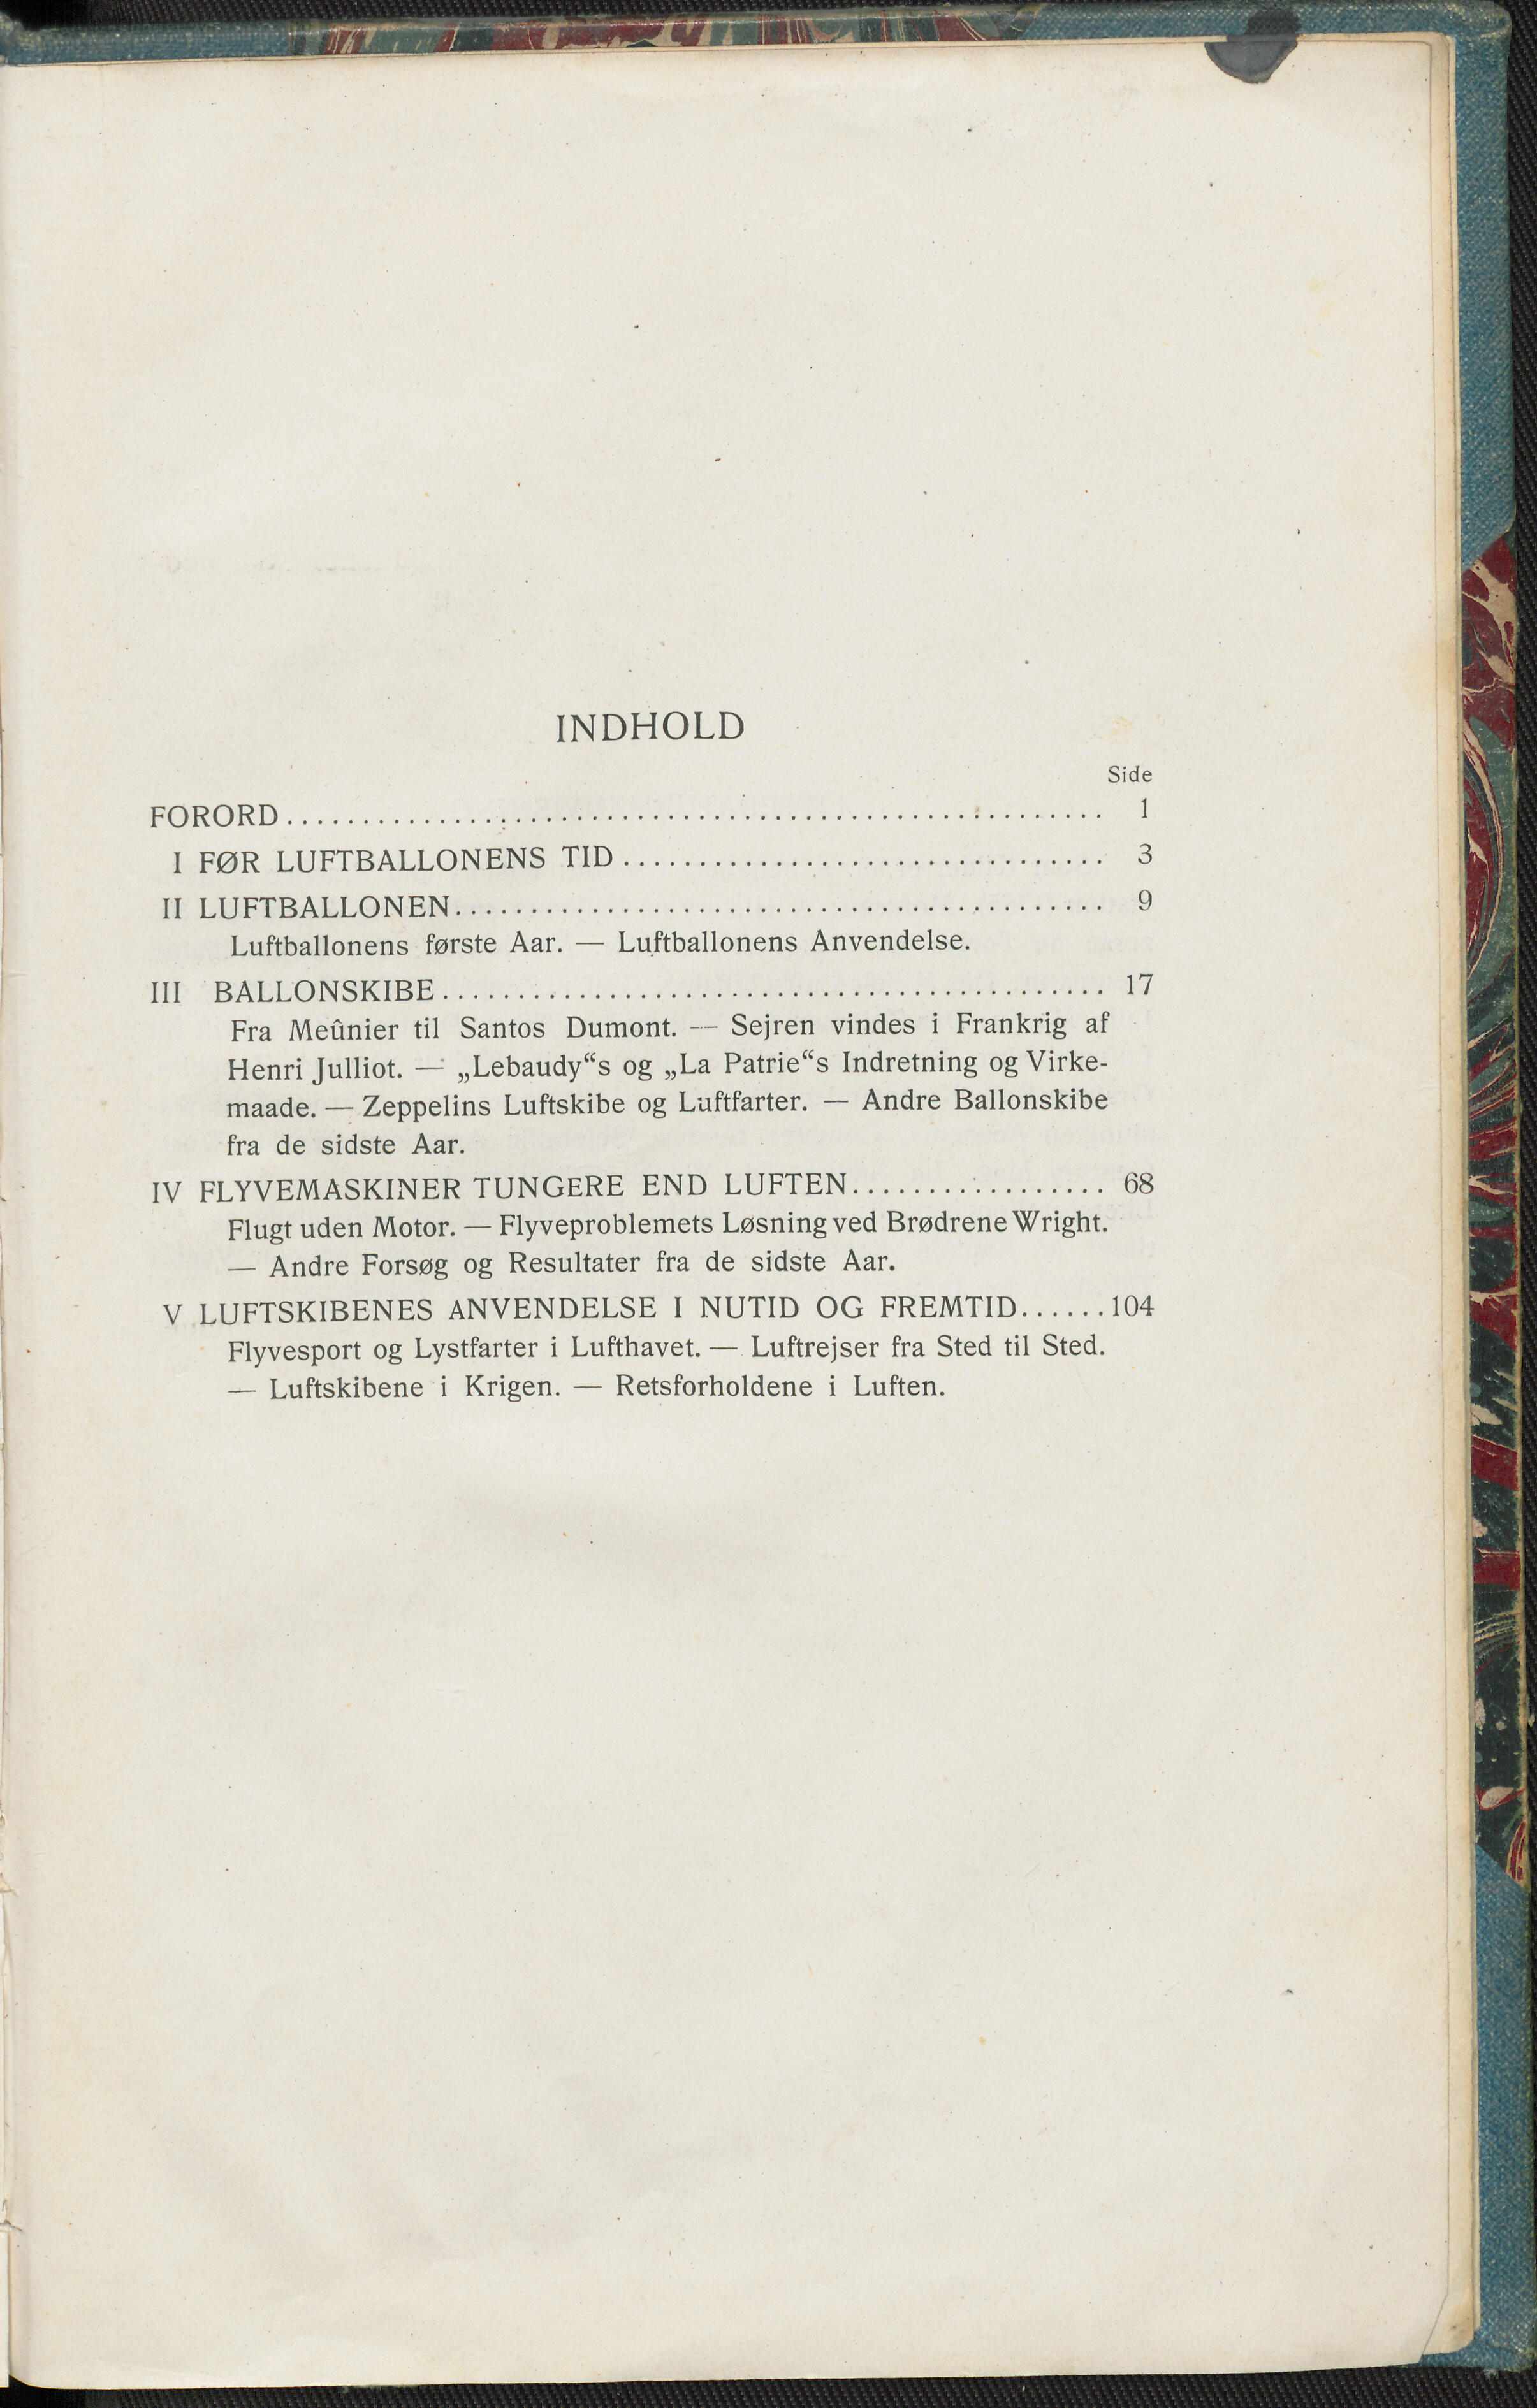 INDHOLD
Side
FORORD...................................................... 1
I FØR LUFTBALLONENS TID................................ 3
II LUFTBALLONEN........................................... 9
Luftballonens første Aar. — Luftballonens Anvendelse.
III BALLONSKIBE............................................ 17
Fra Meûnier til Santos Dumont. — Sejren vindes i Frankrig af
Henri Julliot. — „Lebaudy“s og „La Patrie“s Indretning og Virke-
maade. — Zeppelins Luftskibe og Luftfarter. — Andre Ballonskibe
fra de sidste Aar.
IV FLYVEMASKINER TUNGERE END LUFTEN................. 68
Flugt uden Motor. — Flyveproblemets Løsning ved Brødrene Wright.
— Andre Forsøg og Resultater fra de sidste Aar.
V LUFTSKIBENES ANVENDELSE I NUTID OG FREMTID......104
Flyvesport og Lystfarter i Lufthavet. — Luftrejser fra Sted til Sted.
— Luftskibene i Krigen. — Retsforholdene i Luften.